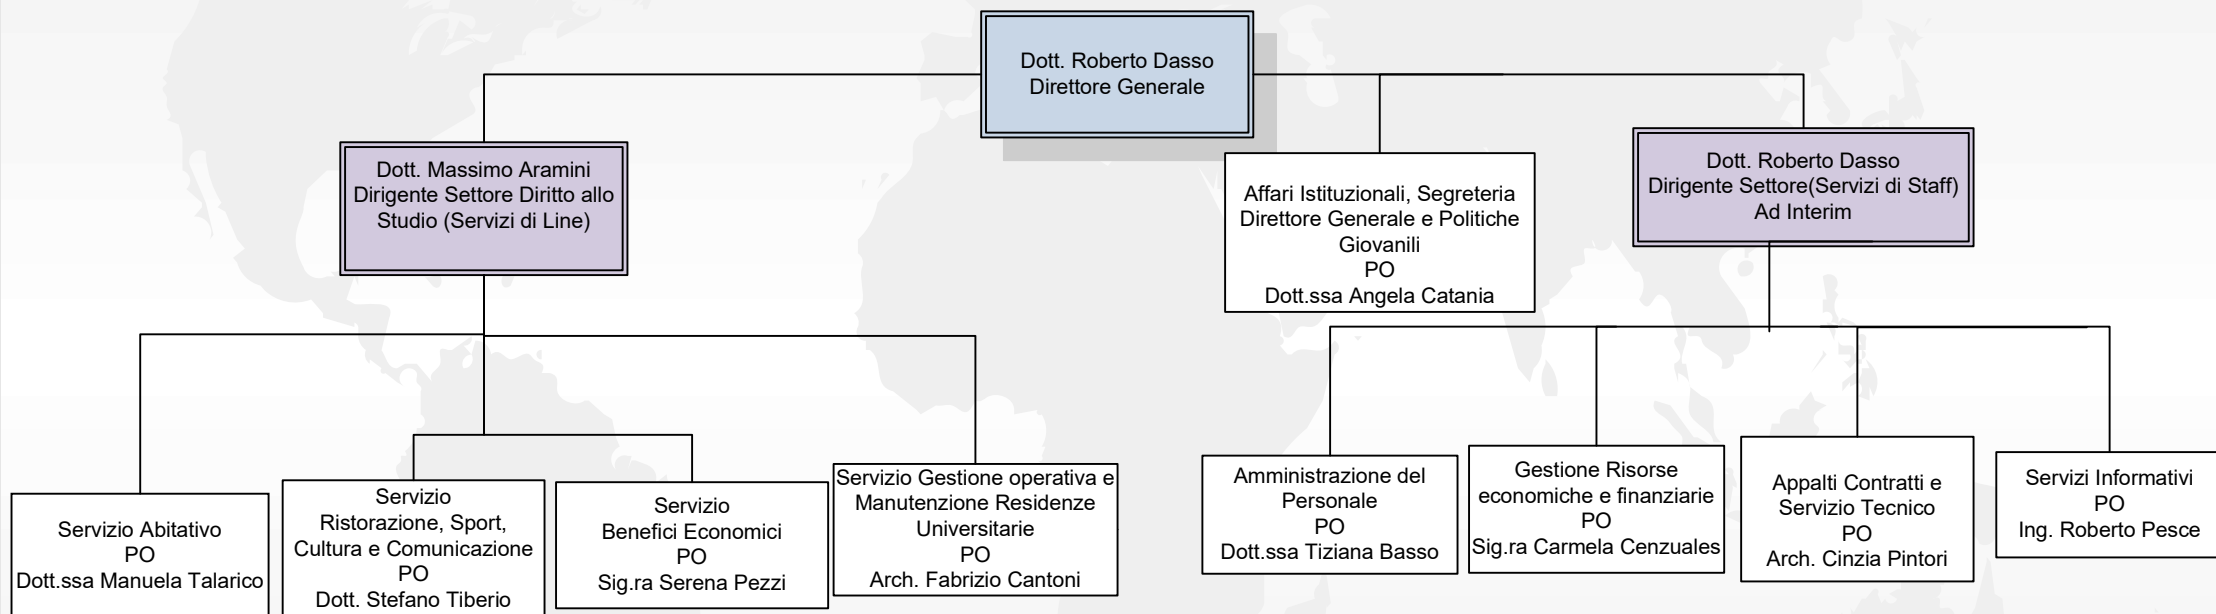 Dott. Roberto Dasso
Direttore Generale
Dott. Massimo Aramini
Dirigente Settore Diritto allo
Studio (Servizi di Line)
Affari Istituzionali, Segreteria
Direttore Generale e Politiche
Giovanili
PO
Dott.ssa Angela Catania
Dott. Roberto Dasso
Dirigente Settore(Servizi di Staff)
Ad Interim
Servizio Abitativo
PO
Dott.ssa Manuela Talarico
Servizio
Ristorazione, Sport,
Cultura e Comunicazione
PO
Dott. Stefano Tiberio
Servizio
Benefici Economici
PO
Sig.ra Serena Pezzi
Servizio Gestione operativa e
Manutenzione Residenze
Universitarie
PO
Arch. Fabrizio Cantoni
Amministrazione del
Personale
PO
Dott.ssa Tiziana Basso
Gestione Risorse
economiche e finanziarie
PO
Sig.ra Carmela Cenzuales
Appalti Contratti e
Servizio Tecnico
PO
Arch. Cinzia Pintori
Servizi Informativi
PO
Ing. Roberto Pesce